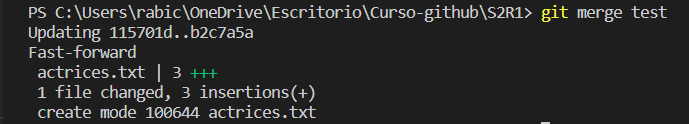 PS C:\Users\rabic\OneDrive\Escritorio\Curso-github\S2R1> git merge test
Updating 115701d..b2c7a5a
Fast-forward
 actrices.txt | 3 +++
 1 file changed, 3 insertions(+)
 create mode 100644 actrices.txt